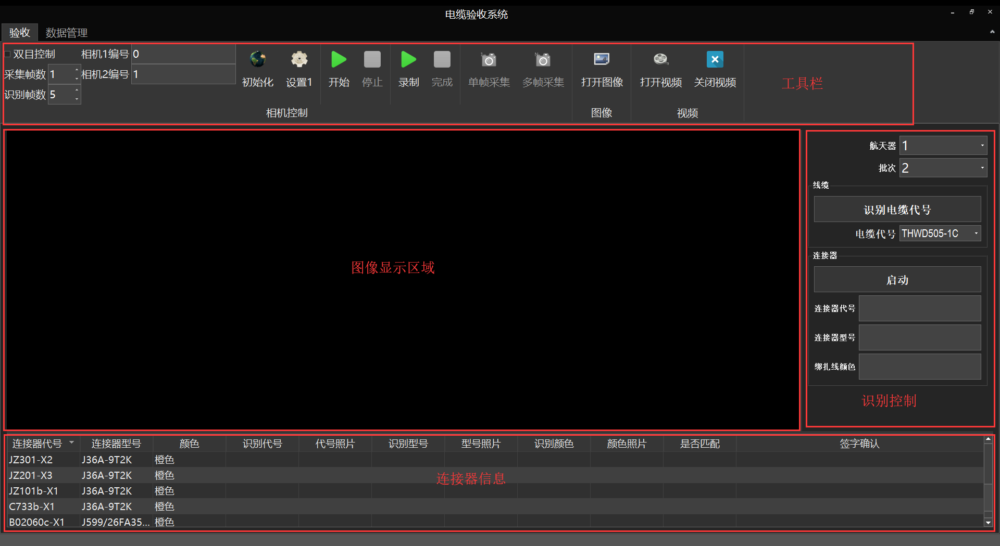 电缆验收系统
验收 数据管理
双目控制 相机1编号 0
采集帧数 1 相机2编号 1
识别帧数 5
初始化 设置1 开始 停止 录制 完成 单帧采集 多帧采集 打开图像 打开视频 关闭视频
工具栏
相机控制 图像 视频
图像显示区域
航天器 1
批次 2
线缆
识别电缆代号
电缆代号 THWD505-1C
连接器
启动
连接器代号
连接器型号
绑扎线颜色
识别控制
连接器代号 连接器型号 颜色 识别代号 代号照片 识别型号 型号照片 识别颜色 颜色照片 是否匹配 签字确认
JZ301-X2 J36A-9T2K 橙色
JZ201-X3 J36A-9T2K 橙色
连接器信息
JZ101b-X1 J36A-9T2K 橙色
C733b-X1 J36A-9T2K 橙色
B02060c-X1 J599/26FA35... 橙色